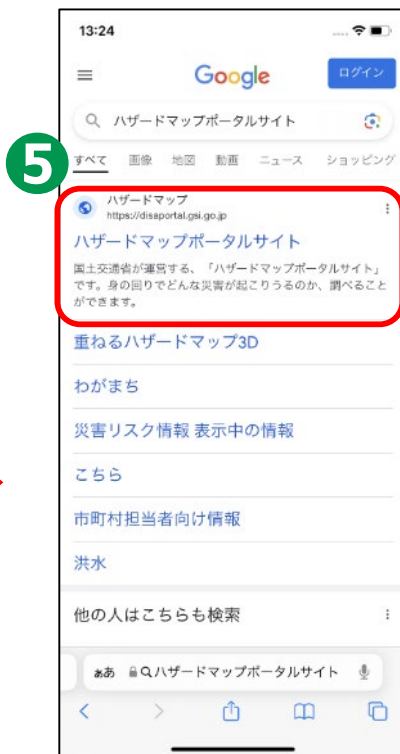 13:24
Google
ログイン
ハザードマップポータルサイト
5
すべて 画像 地図 動画 ニュース ショッピング
ハザードマップ
https://disaportal.gsi.go.jp
ハザードマップポータルサイト
国土交通省が運営する、「ハザードマップポータルサイト」
です。身の回りでどんな災害が起こりうるのか、調べること
ができます。
重ねるハザードマップ3D
わがまち
災害リスク情報 表示中の情報
こちら
市町村担当者向け情報
洪水
他の人はこちらも検索
ぁあ ハザードマップポータルサイト